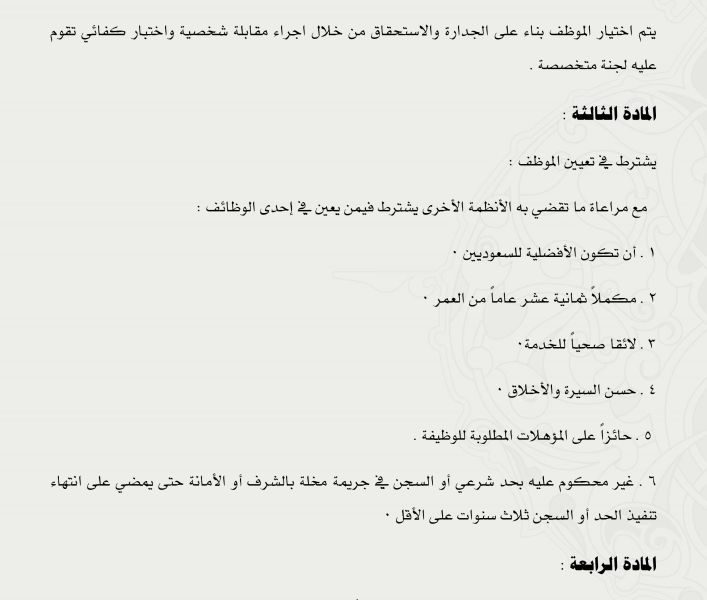 يتم اختيار الموظف بناء على الجدارة والاستحقاق من خلال اجراء مقابلة شخصية واختبار كفائي تقوم
عليه لجنة متخصصة .
المادة الثالثة :
يشترط في تعيين الموظف :
مع مراعاة ما تقضي به الأنظمة الأخرى يشترط فيمن يعين في إحدى الوظائف :
١ . أن تكون الأفضلية للسعوديين ٠
٢ . مكملاً ثمانية عشر عاماً من العمر ٠
٣ . لائقا صحياً للخدمة٠
٤ . حسن السيرة والأخلاق ٠
٥ . حائزاً على المؤهلات المطلوبة للوظيفة .
٦ . غير محكوم عليه بحد شرعي أو السجن في جريمة مخلة بالشرف أو الأمانة حتى يمضي على انتهاء
تنفيذ الحد أو السجن ثلاث سنوات على الأقل ٠
المادة الرابعة :